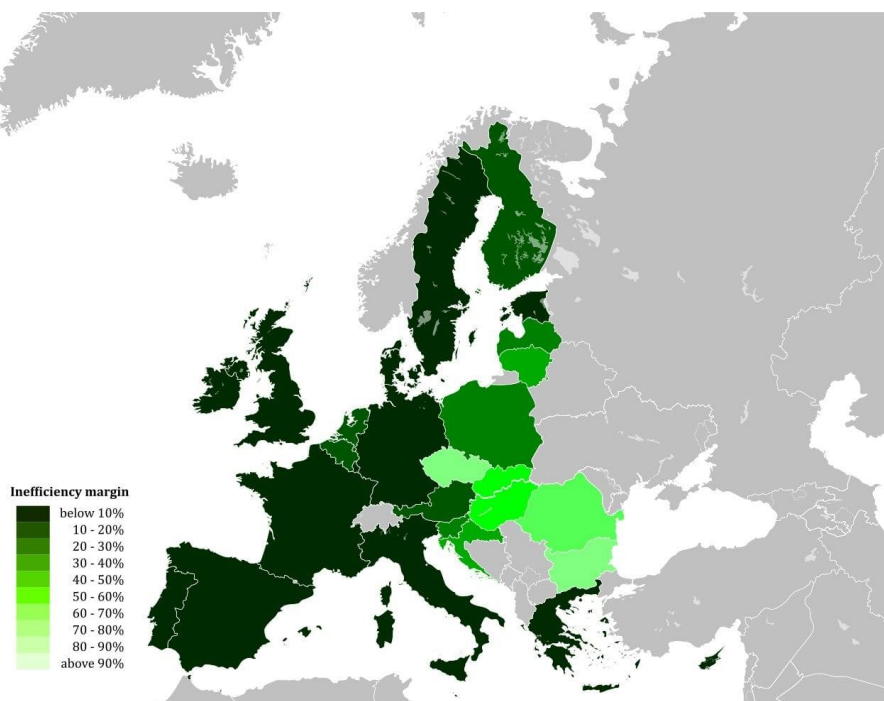 Inefficiency margin
below 10%
10 - 20%
20 - 30%
30 - 40%
40 - 50%
50 - 60%
60 - 70%
70 - 80%
80 - 90%
above 90%